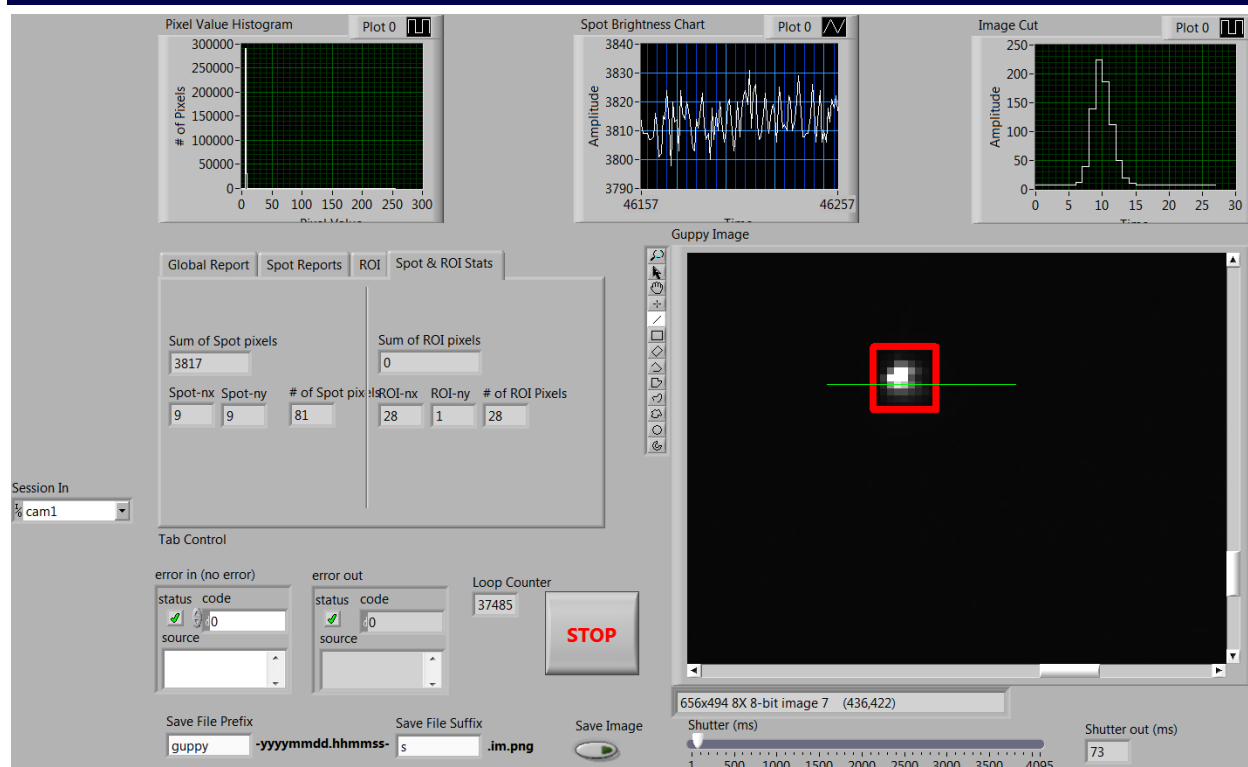 Pixel Value Histogram
Plot 0
300000
250000
200000
150000
100000
50000
0
# of Pixels
0 50 100 150 200 250 300
Pixel Value
Spot Brightness Chart
Plot 0
3840
3830
3820
3810
3800
3790
Amplitude
46157 46257
Time
Image Cut
Plot 0
250
200
150
100
50
0
Amplitude
0 5 10 15 20 25 30
Time
Guppy Image
Global Report Spot Reports ROI Spot & ROI Stats
Sum of Spot pixels
3817
Spot-nx Spot-ny # of Spot pixels
9 9 81
Sum of ROI pixels
0
ROI-nx ROI-ny # of ROI Pixels
28 1 28
Session In
cam1
Tab Control
error in (no error)
status code
0
source
error out
status code
0
source
Loop Counter
37485
STOP
656x494 8X 8-bit image 7 (436,422)
Save File Prefix
guppy
-yyyymmdd.hhmmss-
Save File Suffix
s
.im.png
Save Image
Shutter (ms)
1 500 1000 1500 2000 2500 3000 3500 4095
Shutter out (ms)
73